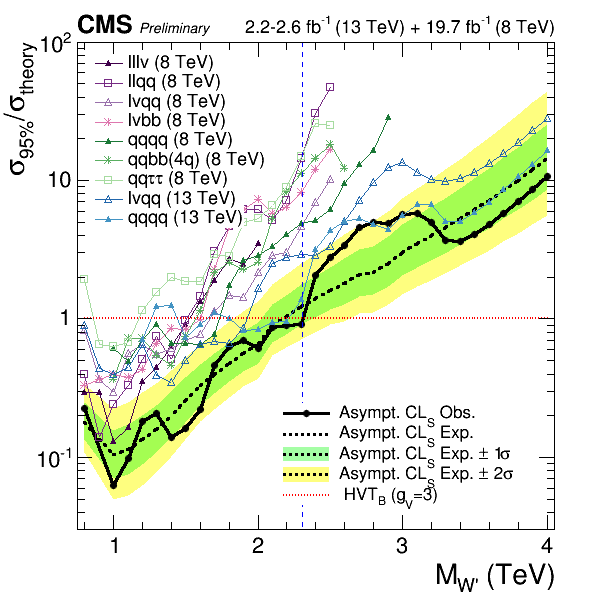 CMS Preliminary 2.2-2.6 fb⁻¹ (13 TeV) + 19.7 fb⁻¹ (8 TeV)
σ95%/σtheory
10²
10
1
10⁻¹
lllν (8 TeV)
llqq (8 TeV)
lνqq (8 TeV)
lνbb (8 TeV)
qqqq (8 TeV)
qqbb(4q) (8 TeV)
qqττ (8 TeV)
lνqq (13 TeV)
qqqq (13 TeV)
Asympt. CLS Obs.
Asympt. CLS Exp.
Asympt. CLS Exp. ± 1σ
Asympt. CLS Exp. ± 2σ
HVTB (gV=3)
1 2 3 4
MW' (TeV)